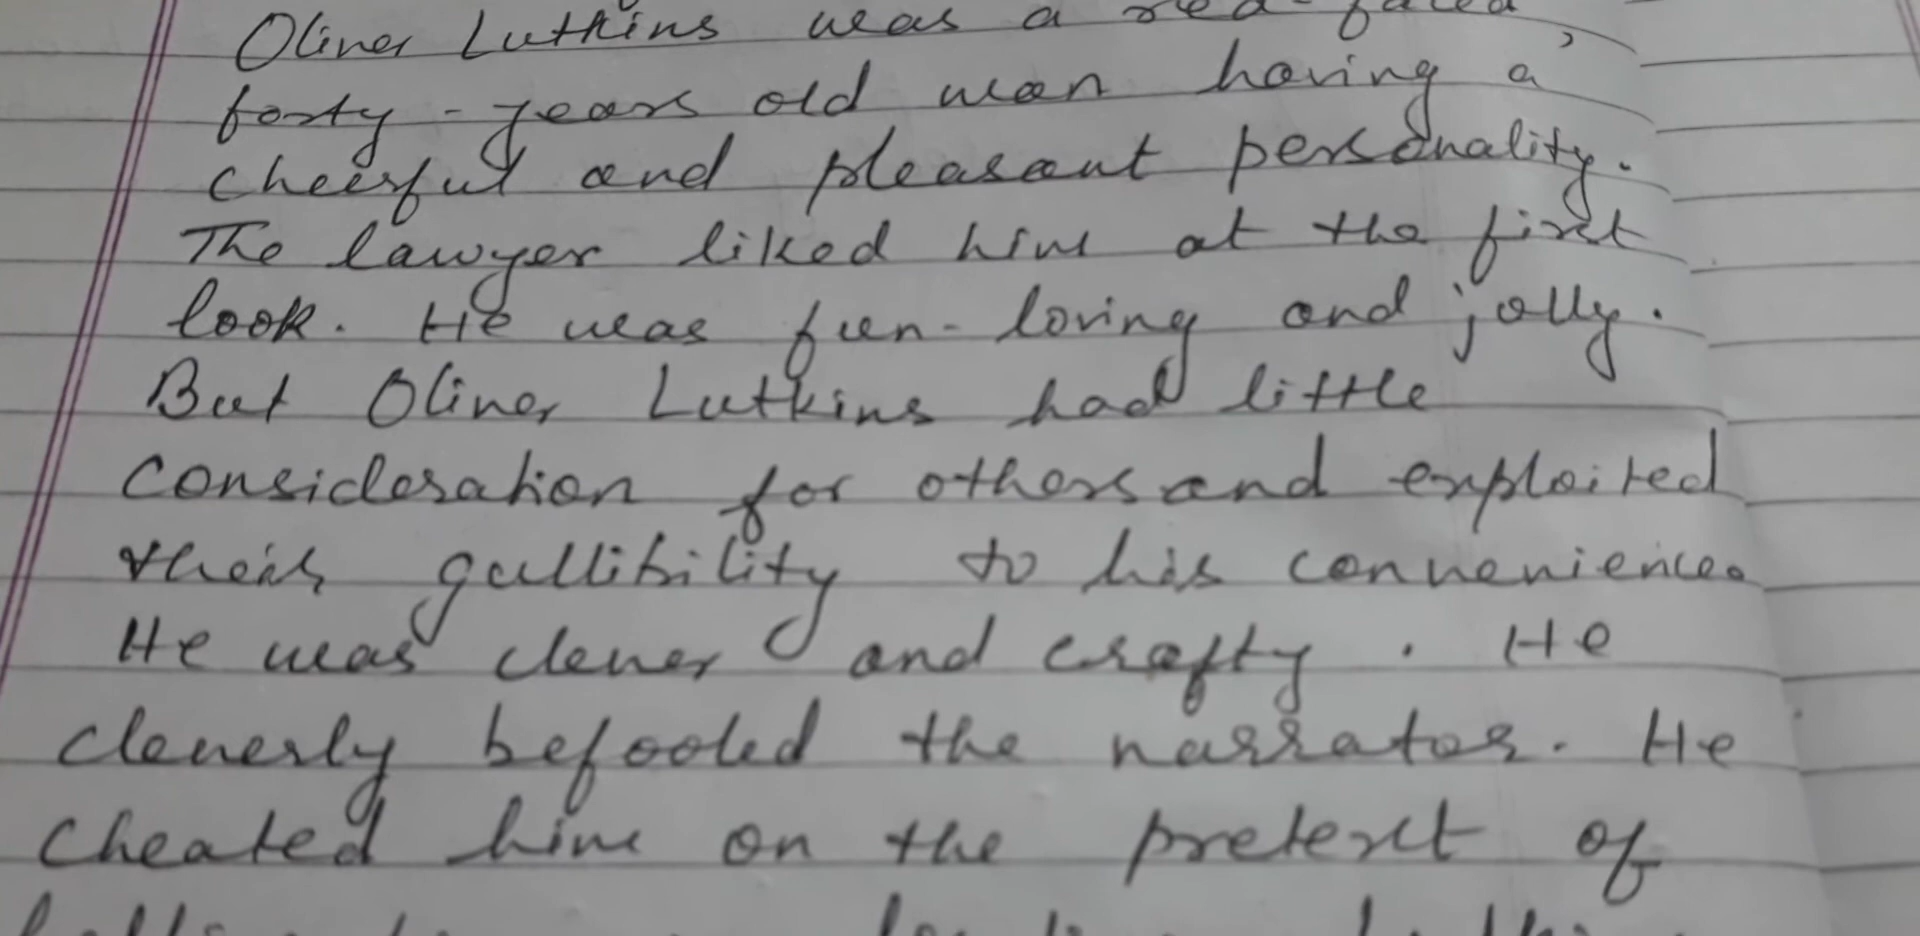 Oliver Lutkins was a red-faced,
forty-years old man having a
cheerful and pleasant personality.
The lawyer liked him at the first
look. He was fun-loving and jolly.
But Oliver Lutkins had little
consideration for others and exploited
their gullibility to his convenience.
He was clever and crafty. He
cleverly befooled the narrator. He
cheated him on the pretext of